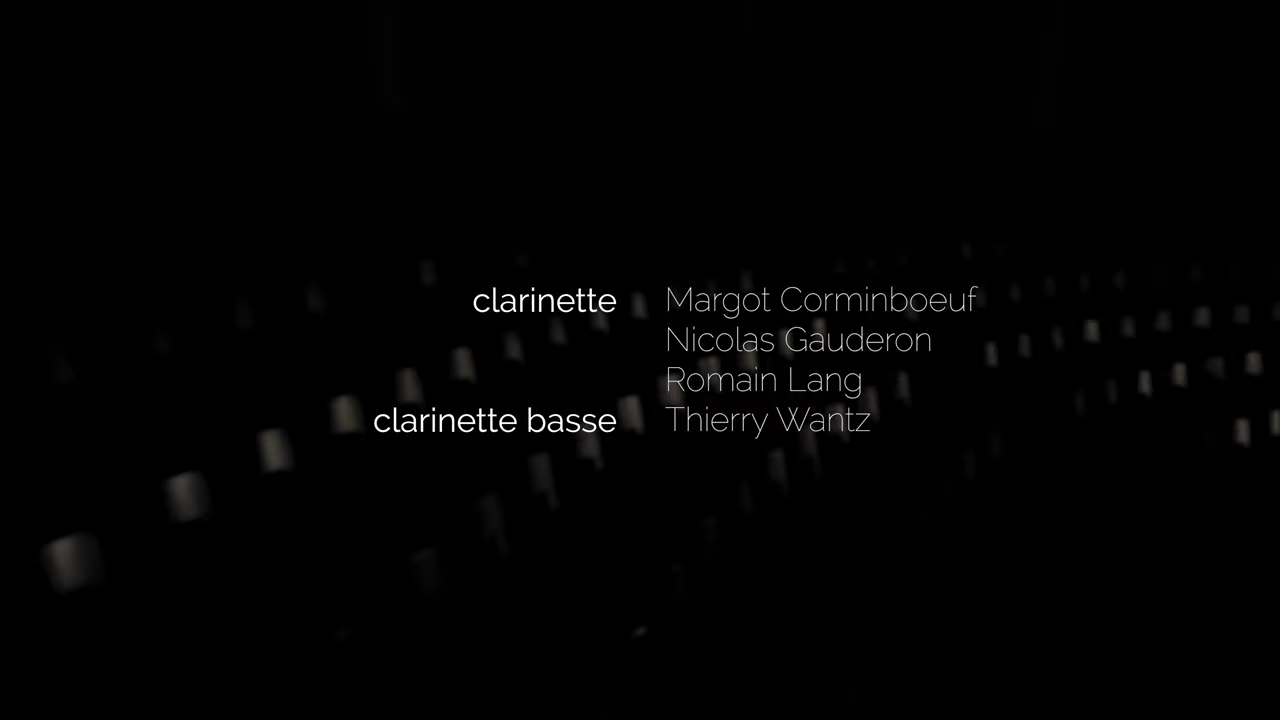 clarinette Margot Corminboeuf
Nicolas Gauderon
Romain Lang
clarinette basse Thierry Wantz